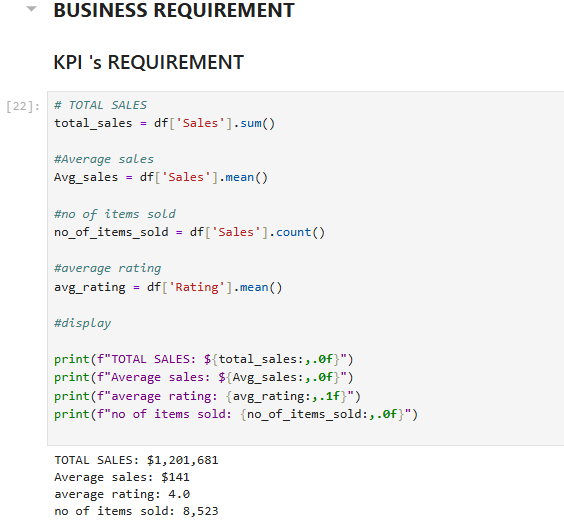 BUSINESS REQUIREMENT
KPI 's REQUIREMENT
[22]: # TOTAL SALES
total_sales = df['Sales'].sum()
#Average sales
Avg_sales = df['Sales'].mean()
#no of items sold
no_of_items_sold = df['Sales'].count()
#average rating
avg_rating = df['Rating'].mean()
#display
print(f"TOTAL SALES: ${total_sales:,.0f}")
print(f"Average sales: ${Avg_sales:,.0f}")
print(f"average rating: {avg_rating:,.1f}")
print(f"no of items sold: {no_of_items_sold:,.0f}")
TOTAL SALES: $1,201,681
Average sales: $141
average rating: 4.0
no of items sold: 8,523